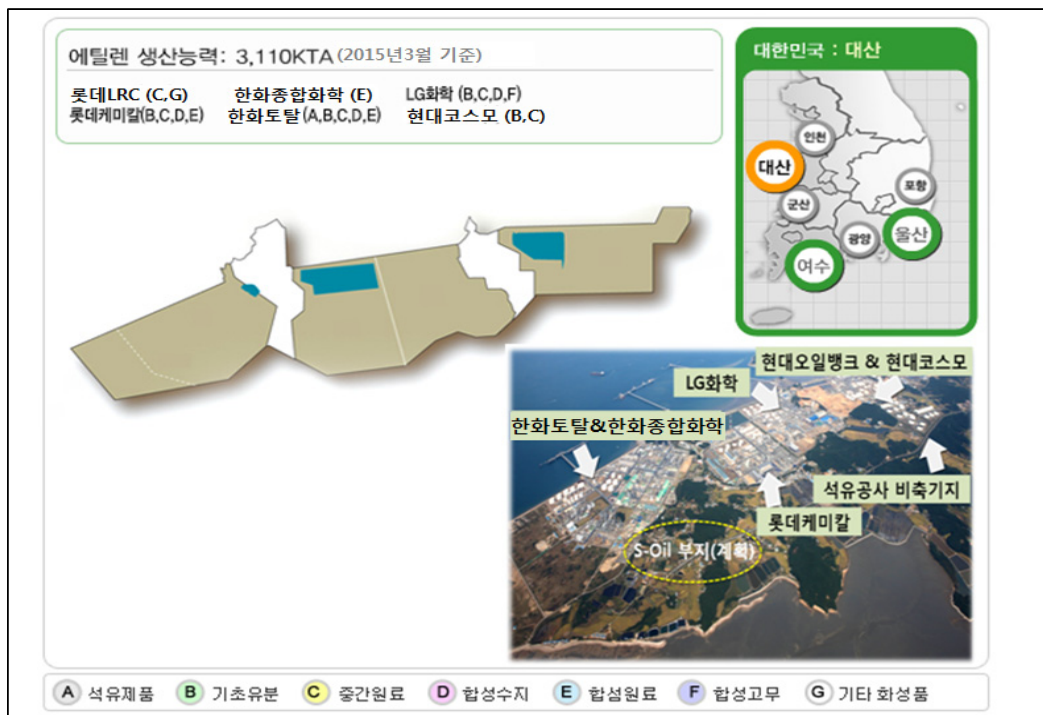 에틸렌 생산능력: 3,110KTA (2015년3월 기준)
롯데LRC (C,G) 한화종합화학 (E) LG화학 (B,C,D,F)
롯데케미칼(B,C,D,E) 한화토탈(A,B,C,D,E) 현대코스모 (B,C)
대한민국 : 대산
인천
대산
포항
군산
광양
울산
여수
현대오일뱅크 & 현대코스모
LG화학
한화토탈&한화종합화학
석유공사 비축기지
롯데케미칼
S-Oil 부지(계획)
A 석유제품 B 기초유분 C 중간원료 D 합성수지 E 합섬원료 F 합성고무 G 기타 화성품